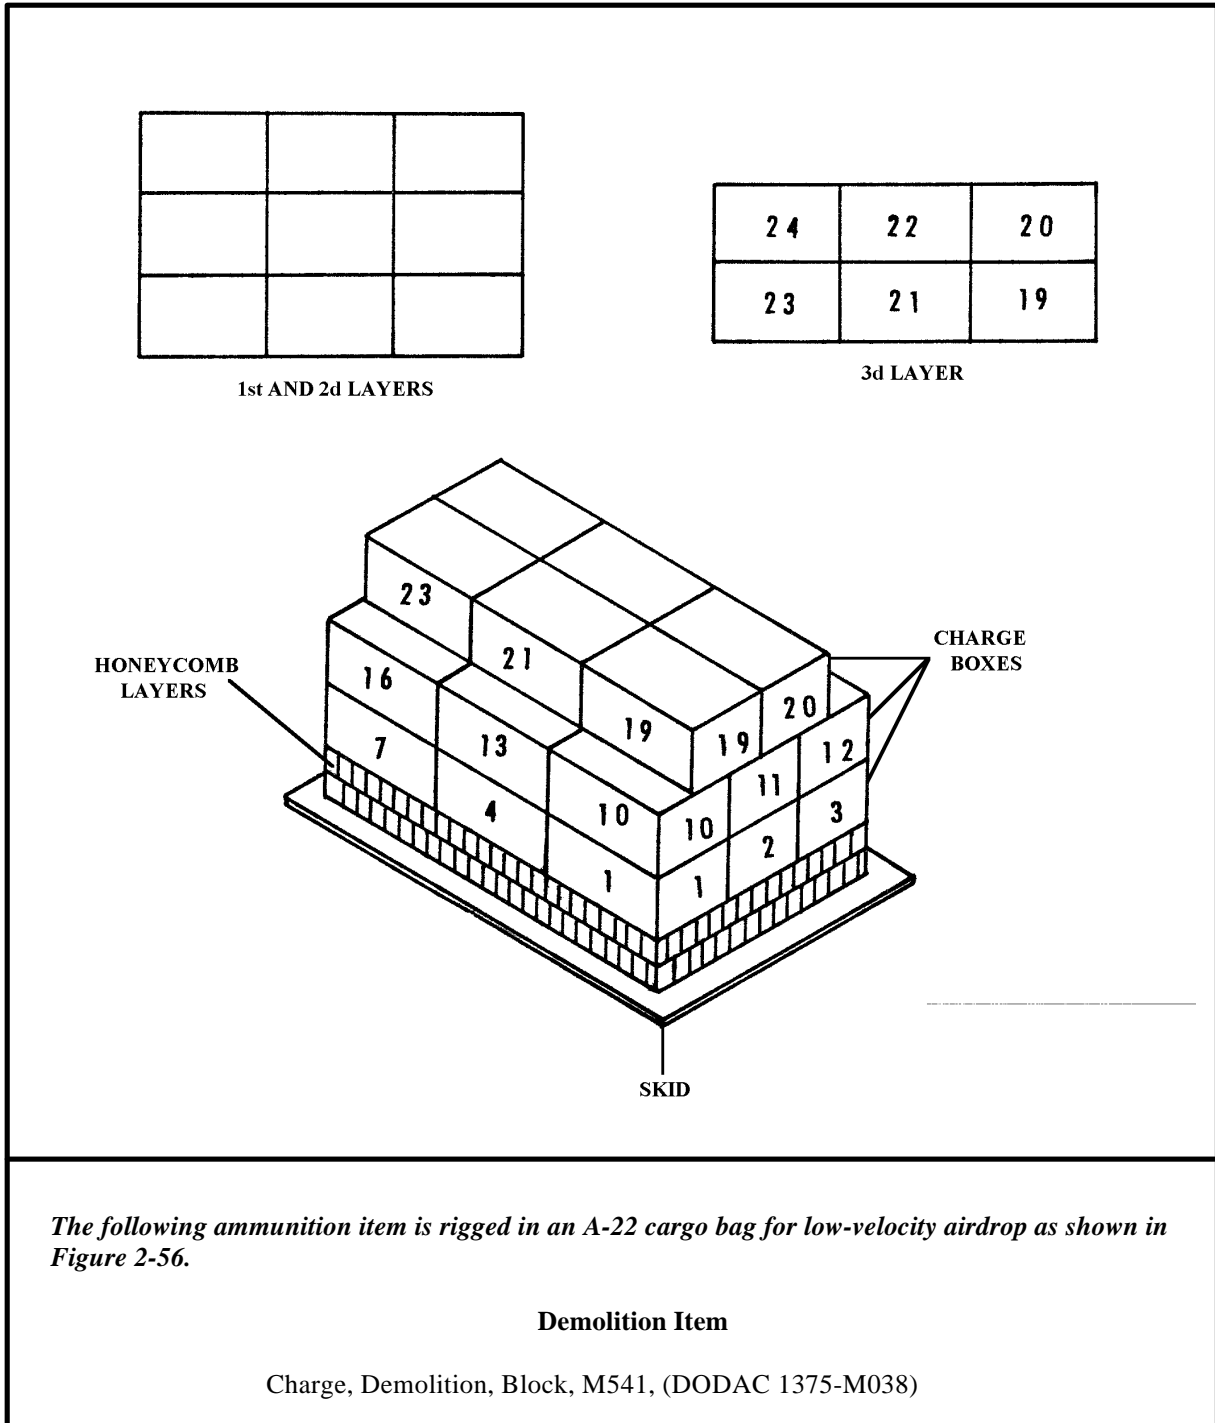 24 22 20
23 21 19
1st AND 2d LAYERS
3d LAYER
23
21
19 19 20
16
13
10 10 11 12
7
4
1 1 2 3
HONEYCOMB
LAYERS
CHARGE
BOXES
SKID
The following ammunition item is rigged in an A-22 cargo bag for low-velocity airdrop as shown in
Figure 2-56.
Demolition Item
Charge, Demolition, Block, M541, (DODAC 1375-M038)